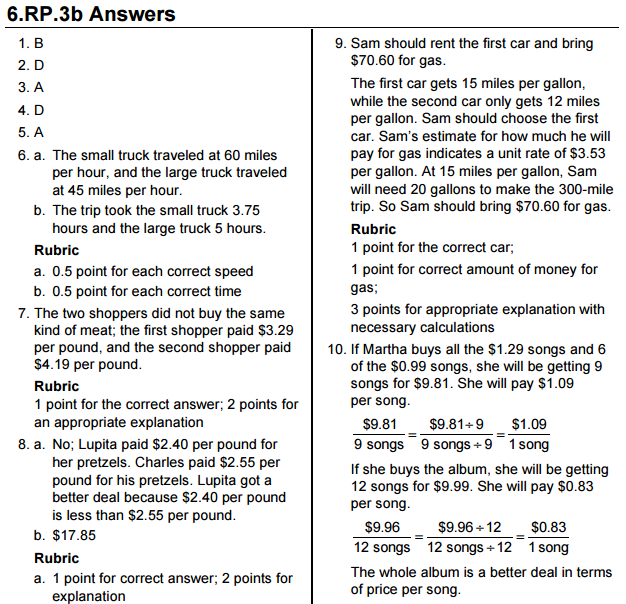 6.RP.3b Answers
1. B
2. D
3. A
4. D
5. A
6. a. The small truck traveled at 60 miles
per hour, and the large truck traveled
at 45 miles per hour.
b. The trip took the small truck 3.75
hours and the large truck 5 hours.
Rubric
a. 0.5 point for each correct speed
b. 0.5 point for each correct time
7. The two shoppers did not buy the same
kind of meat; the first shopper paid $3.29
per pound, and the second shopper paid
$4.19 per pound.
Rubric
1 point for the correct answer; 2 points for
an appropriate explanation
8. a. No; Lupita paid $2.40 per pound for
her pretzels. Charles paid $2.55 per
pound for his pretzels. Lupita got a
better deal because $2.40 per pound
is less than $2.55 per pound.
b. $17.85
Rubric
a. 1 point for correct answer; 2 points for
explanation
9. Sam should rent the first car and bring
$70.60 for gas.
The first car gets 15 miles per gallon,
while the second car only gets 12 miles
per gallon. Sam should choose the first
car. Sam's estimate for how much he will
pay for gas indicates a unit rate of $3.53
per gallon. At 15 miles per gallon, Sam
will need 20 gallons to make the 300-mile
trip. So Sam should bring $70.60 for gas.
Rubric
1 point for the correct car;
1 point for correct amount of money for
gas;
3 points for appropriate explanation with
necessary calculations
10. If Martha buys all the $1.29 songs and 6
of the $0.99 songs, she will be getting 9
songs for $9.81. She will pay $1.09
per song.
$9.81 / 9 songs = $9.81÷9 / 9 songs ÷ 9 = $1.09 / 1 song
If she buys the album, she will be getting
12 songs for $9.99. She will pay $0.83
per song.
$9.96 / 12 songs = $9.96 ÷ 12 / 12 songs ÷ 12 = $0.83 / 1 song
The whole album is a better deal in terms
of price per song.